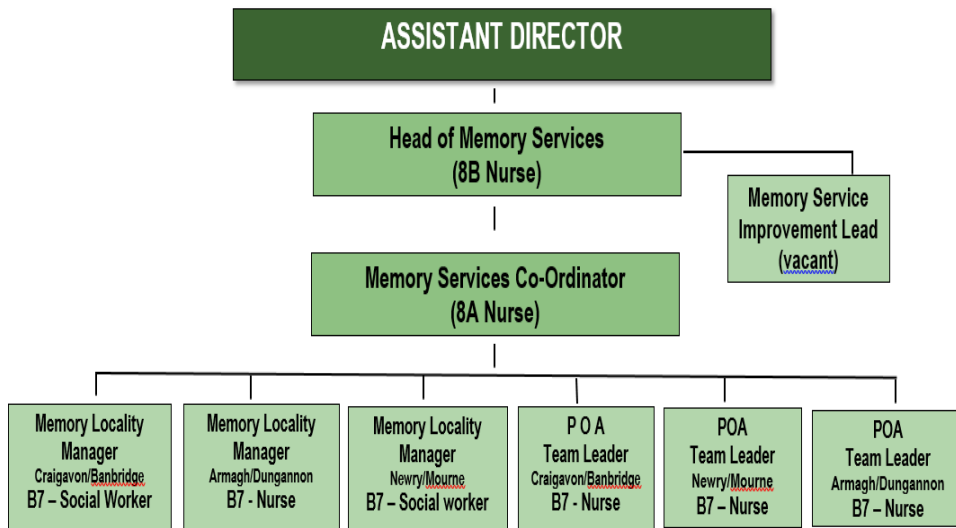 ASSISTANT DIRECTOR
Head of Memory Services
(8B Nurse)
Memory Service
Improvement Lead
(vacant)
Memory Services Co-Ordinator
(8A Nurse)
Memory Locality
Manager
Craigavon/Banbridge
B7 – Social Worker
Memory Locality
Manager
Armagh/Dungannon
B7 - Nurse
Memory Locality
Manager
Newry/Mourne
B7 – Social worker
P O A
Team Leader
Craigavon/Banbridge
B7 - Nurse
POA
Team Leader
Newry/Mourne
B7 – Nurse
POA
Team Leader
Armagh/Dungannon
B7 – Nurse